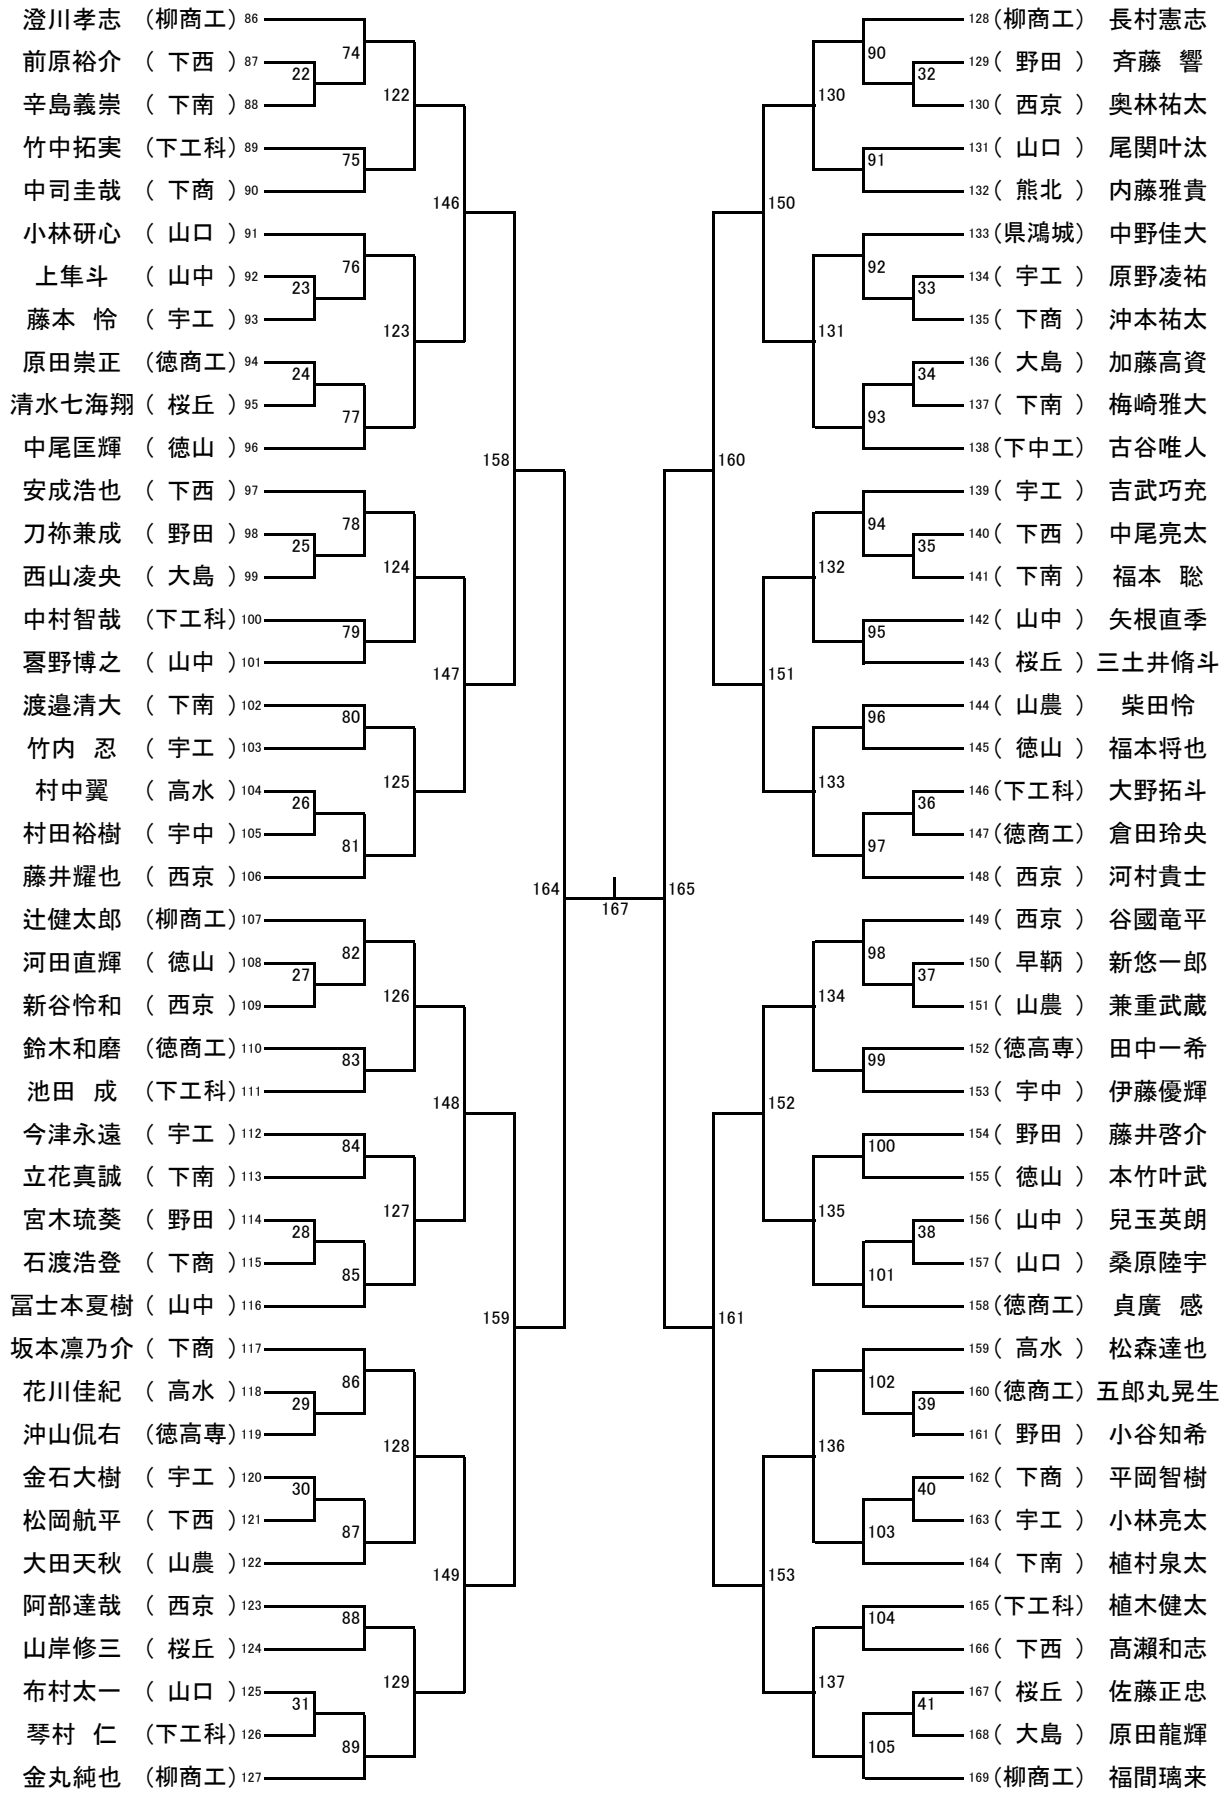 澄川孝志 (柳商工) 86
前原裕介 ( 下西 ) 87
辛島義崇 ( 下南 ) 88
竹中拓実 (下工科) 89
中司圭哉 ( 下商 ) 90
小林研心 ( 山口 ) 91
上隼斗 ( 山中 ) 92
藤本 怜 ( 宇工 ) 93
原田崇正 (徳商工) 94
清水七海翔 ( 桜丘 ) 95
中尾匡輝 ( 徳山 ) 96
安成浩也 ( 下西 ) 97
刀祢兼成 ( 野田 ) 98
西山凌央 ( 大島 ) 99
中村智哉 (下工科) 100
野博之 ( 山中 ) 101
渡邉清大 ( 下南 ) 102
竹内 忍 ( 宇工 ) 103
村中翼 ( 高水 ) 104
村田裕樹 ( 宇中 ) 105
藤井耀也 ( 西京 ) 106
辻健太郎 (柳商工) 107
河田直輝 ( 徳山 ) 108
新谷怜和 ( 西京 ) 109
鈴木和磨 (徳商工) 110
池田 成 (下工科) 111
今津永遠 ( 宇工 ) 112
立花真誠 ( 下南 ) 113
宮木琉葵 ( 野田 ) 114
石渡浩登 ( 下商 ) 115
冨士本夏樹 ( 山中 ) 116
坂本凛乃介 ( 下商 ) 117
花川佳紀 ( 高水 ) 118
沖山侃右 (徳高専) 119
金石大樹 ( 宇工 ) 120
松岡航平 ( 下西 ) 121
大田天秋 ( 山農 ) 122
阿部達哉 ( 西京 ) 123
山岸修三 ( 桜丘 ) 124
布村太一 ( 山口 ) 125
琴村 仁 (下工科) 126
金丸純也 (柳商工) 127
22
23
24
25
26
27
28
29
30
31
74
75
76
77
78
79
80
81
82
83
84
85
86
87
88
89
122
123
124
125
126
127
128
129
146
147
148
149
158
159
164
167
165
160
161
150
151
152
153
130
131
132
133
134
135
136
137
90
91
92
93
94
95
96
97
98
99
100
101
102
103
104
105
32
33
34
35
36
37
38
39
40
41
128 (柳商工) 長村憲志
129 ( 野田 ) 斉藤 響
130 ( 西京 ) 奥林祐太
131 ( 山口 ) 尾関叶汰
132 ( 熊北 ) 内藤雅貴
133 (県鴻城) 中野佳大
134 ( 宇工 ) 原野凌祐
135 ( 下商 ) 沖本祐太
136 ( 大島 ) 加藤高資
137 ( 下南 ) 梅崎雅大
138 (下中工) 古谷唯人
139 ( 宇工 ) 吉武巧充
140 ( 下西 ) 中尾亮太
141 ( 下南 ) 福本 聡
142 ( 山中 ) 矢根直季
143 ( 桜丘 ) 三土井脩斗
144 ( 山農 ) 柴田怜
145 ( 徳山 ) 福本将也
146 (下工科) 大野拓斗
147 (徳商工) 倉田玲央
148 ( 西京 ) 河村貴士
149 ( 西京 ) 谷國竜平
150 ( 早鞆 ) 新悠一郎
151 ( 山農 ) 兼重武蔵
152 (徳高専) 田中一希
153 ( 宇中 ) 伊藤優輝
154 ( 野田 ) 藤井啓介
155 ( 徳山 ) 本竹叶武
156 ( 山中 ) 兒玉英朗
157 ( 山口 ) 桑原陸宇
158 (徳商工) 貞廣 感
159 ( 高水 ) 松森達也
160 (徳商工) 五郎丸晃生
161 ( 野田 ) 小谷知希
162 ( 下商 ) 平岡智樹
163 ( 宇工 ) 小林亮太
164 ( 下南 ) 植村泉太
165 (下工科) 植木健太
166 ( 下西 ) 髙瀨和志
167 ( 桜丘 ) 佐藤正忠
168 ( 大島 ) 原田龍輝
169 (柳商工) 福間璃来